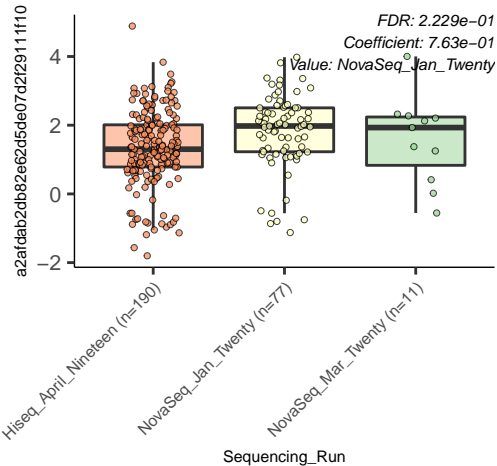 FDR: 2.229e−01
Coefficient: 7.63e−01
Value: NovaSeq_Jan_Twenty
a2afdab2db82e62d5de07d2f29111f10
4
2
0
−2
Hiseq_April_Nineteen (n=190)
NovaSeq_Jan_Twenty (n=77)
NovaSeq_Mar_Twenty (n=11)
Sequencing_Run